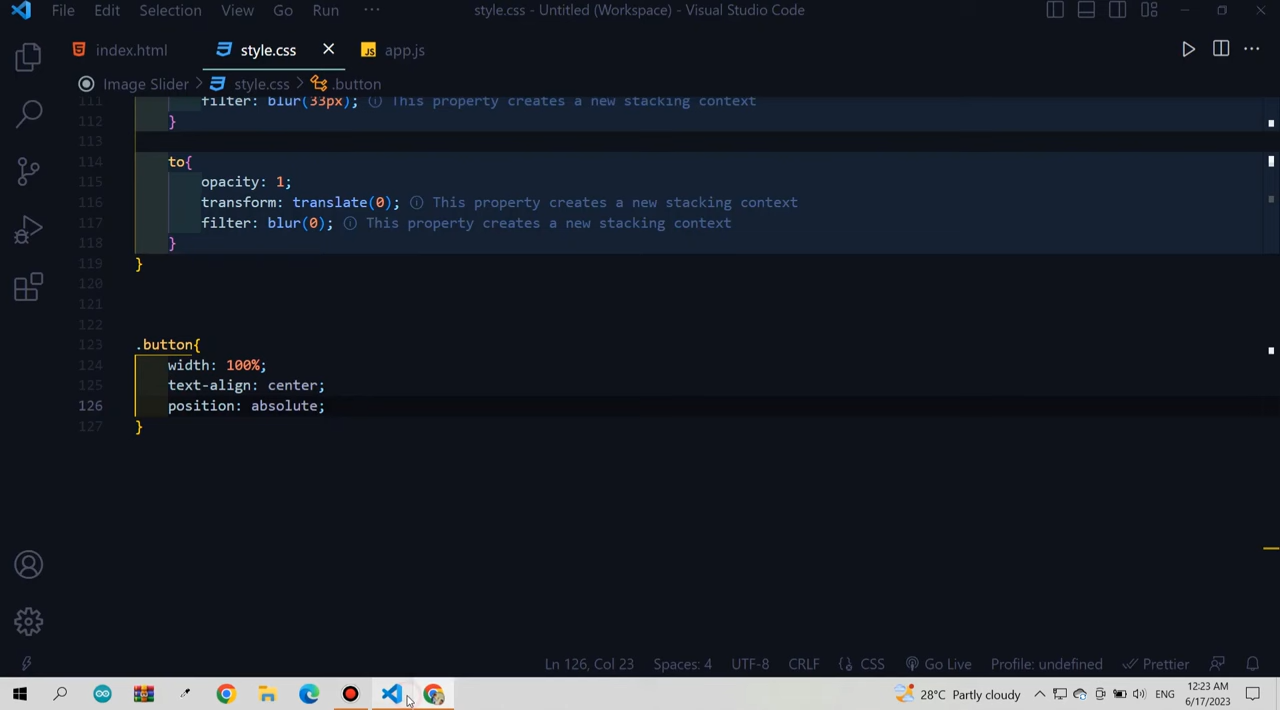 File Edit Selection View Go Run ··· style.css - Untitled (Workspace) - Visual Studio Code
index.html style.css app.js
Image Slider > style.css > .button
111 filter: blur(33px); This property creates a new stacking context
112 }
113
114 to{
115 opacity: 1;
116 transform: translate(0); This property creates a new stacking context
117 filter: blur(0); This property creates a new stacking context
118 }
119 }
120
121
122
123 .button{
124 width: 100%;
125 text-align: center;
126 position: absolute;
127 }
Ln 126, Col 23 Spaces: 4 UTF-8 CRLF {} CSS Go Live Profile: undefined Prettier
28°C Partly cloudy ENG 12:23 AM
6/17/2023